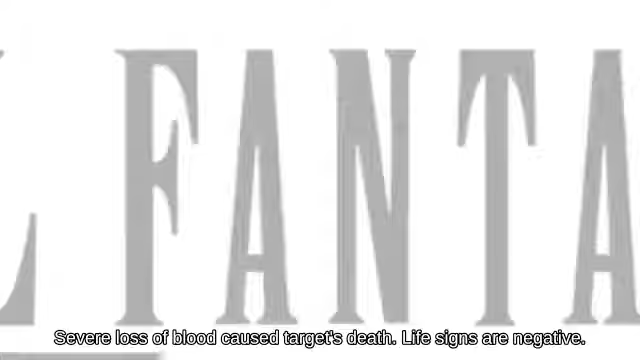 L FANTA
Severe loss of blood caused target's death. Life signs are negative.